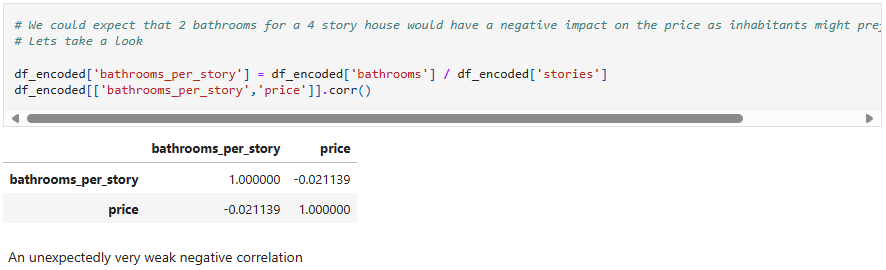 # We could expect that 2 bathrooms for a 4 story house would have a negative impact on the price as inhabitants might
# Lets take a look
df_encoded['bathrooms_per_story'] = df_encoded['bathrooms'] / df_encoded['stories']
df_encoded[['bathrooms_per_story','price']].corr()
bathrooms_per_story price
bathrooms_per_story 1.000000 -0.021139
price -0.021139 1.000000
An unexpectedly very weak negative correlation